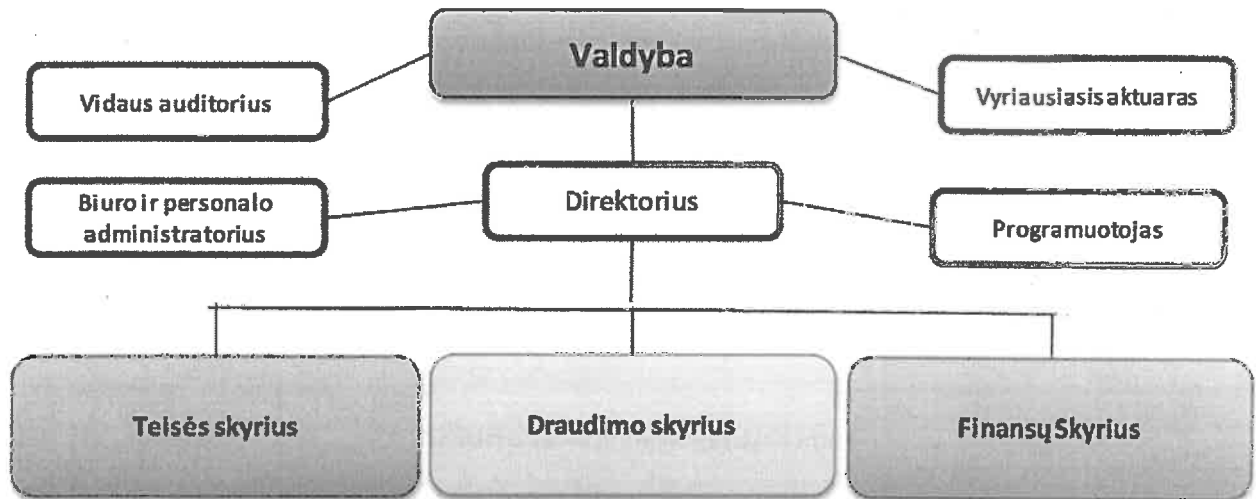 Valdyba
Vidaus auditorius
Vyriausiasis aktuaras
Biuro ir personalo
administratorius
Direktorius
Programuotojas
Teisės skyrius
Draudimo skyrius
Finansų Skyrius